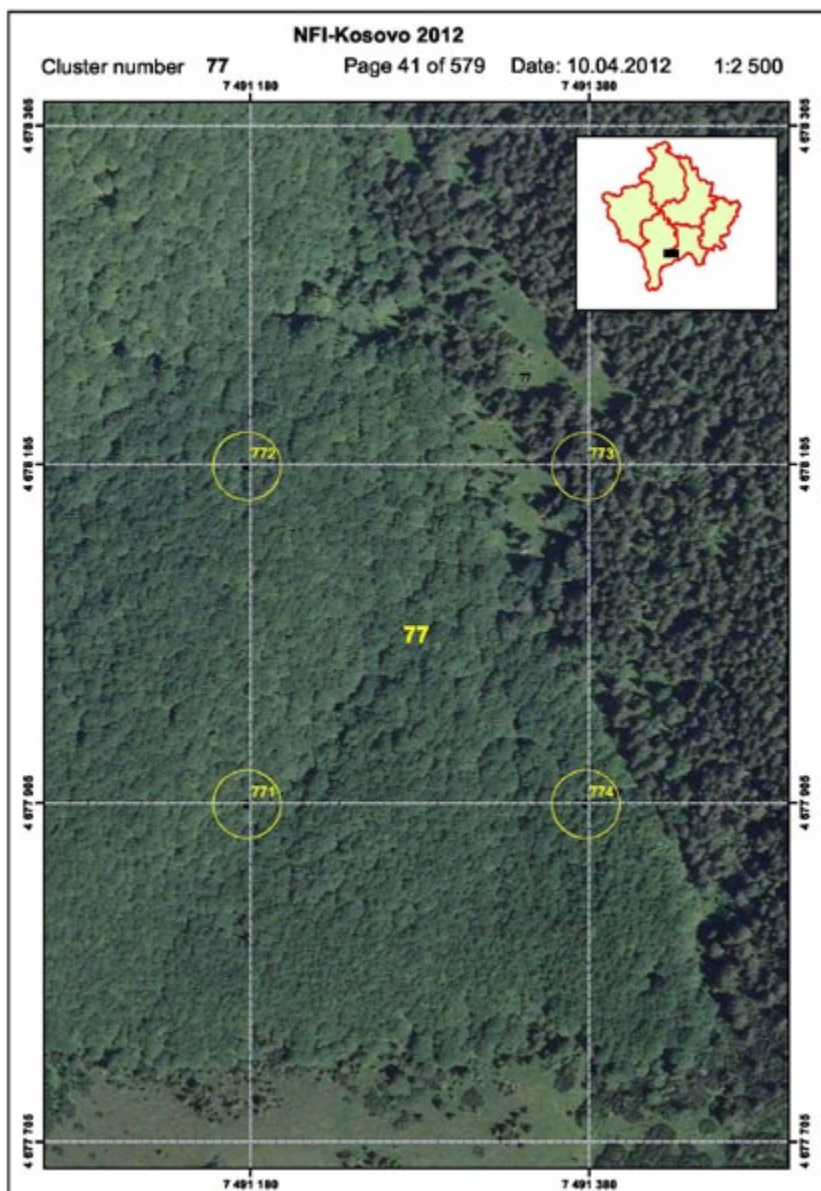 NFI-Kosovo 2012
Cluster number 77 Page 41 of 579 Date: 10.04.2012 1:2 500
7 491 180 7 491 380
4 678 305 4 678 305
77
772 773
4 678 105 4 678 105
77
771 774
4 677 905 4 677 905
4 677 705 4 677 705
7 491 180 7 491 380